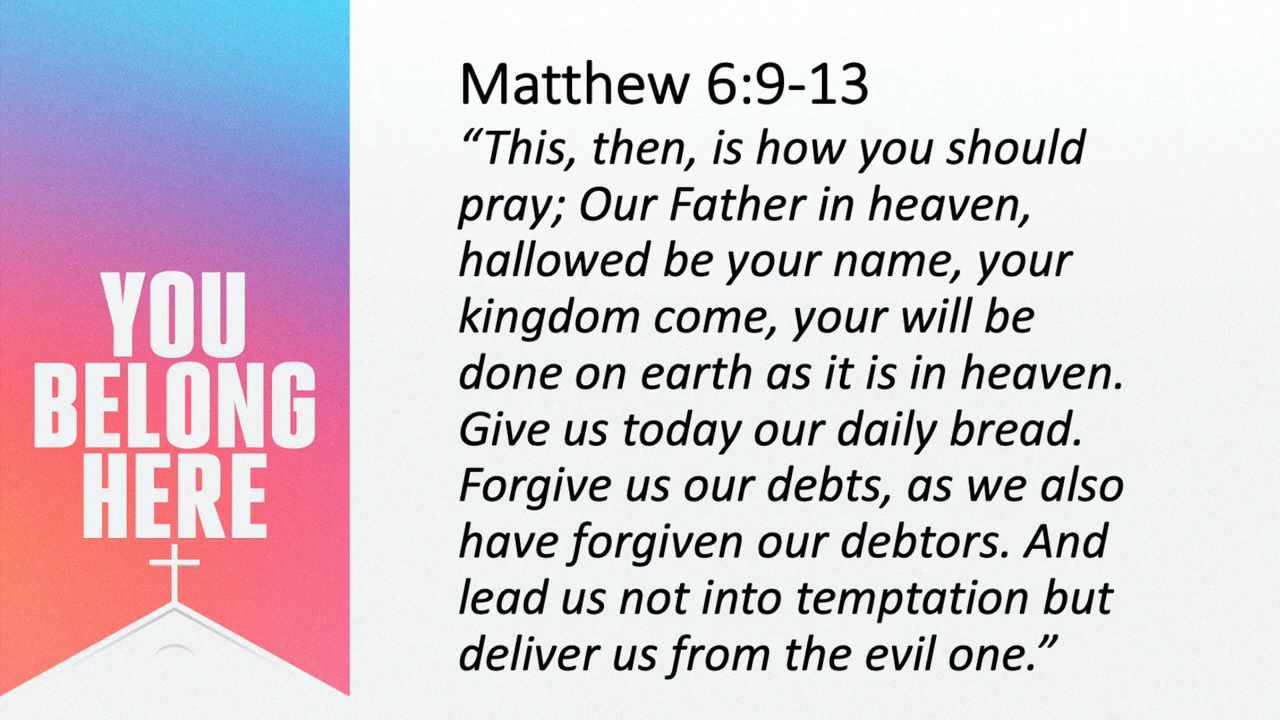 YOU
BELONG
HERE
Matthew 6:9-13
“This, then, is how you should
pray; Our Father in heaven,
hallowed be your name, your
kingdom come, your will be
done on earth as it is in heaven.
Give us today our daily bread.
Forgive us our debts, as we also
have forgiven our debtors. And
lead us not into temptation but
deliver us from the evil one.”